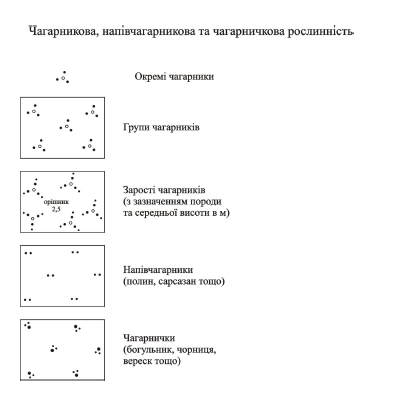 Чагарникова, напівчагарникова та чагарничкова рослинність
Окремі чагарники
Групи чагарників
Зарості чагарників
(з зазначенням породи
та середньої висоти в м)
оріпшик
2,5
Напівчагарники
(полин, сарсазан тощо)
Чагарнички
(богульник, чорниця,
вереск тощо)